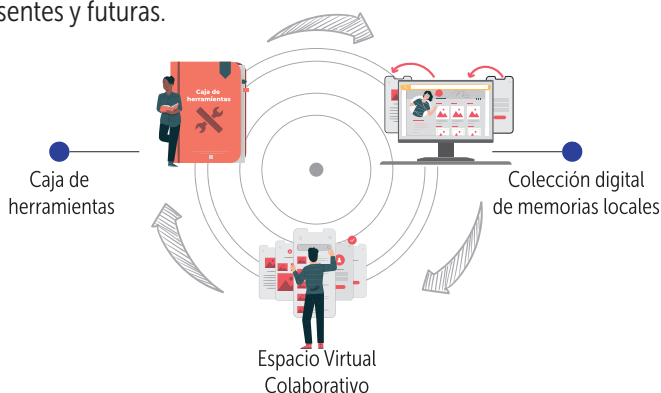 sentes y futuras.
Caja de
herramientas
Caja de
herramientas
Colección digital
de memorias locales
Espacio Virtual
Colaborativo